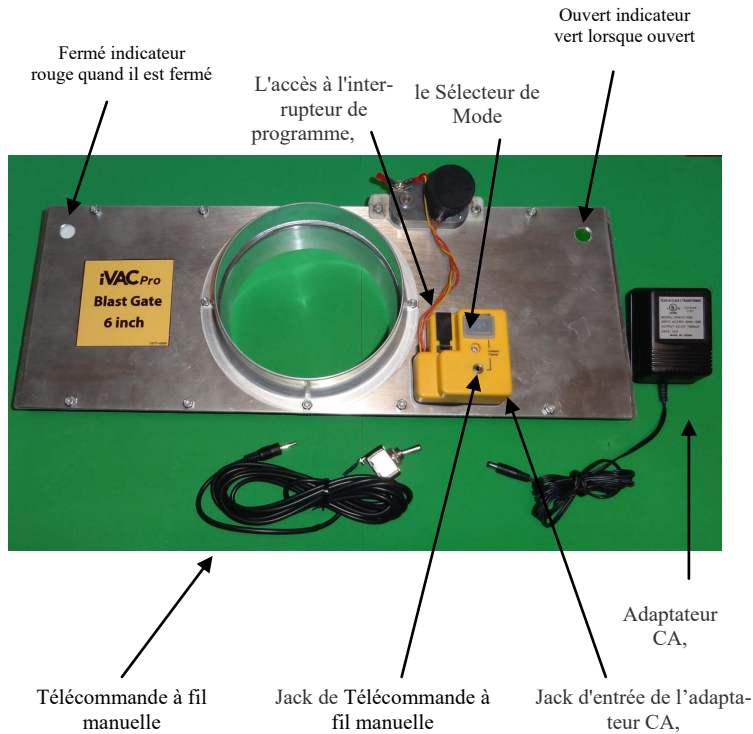 Ouvert indicateur
vert lorsque ouvert
Fermé indicateur
rouge quand il est fermé
L'accès à l'inter-
rupteur de
programme,
le Sélecteur de
Mode
iVAC Pro
Blast Gate
6 inch
Adaptateur
CA,
Télécommande à fil
manuelle
Jack de Télécommande à
fil manuelle
Jack d'entrée de l’adapta-
teur CA,